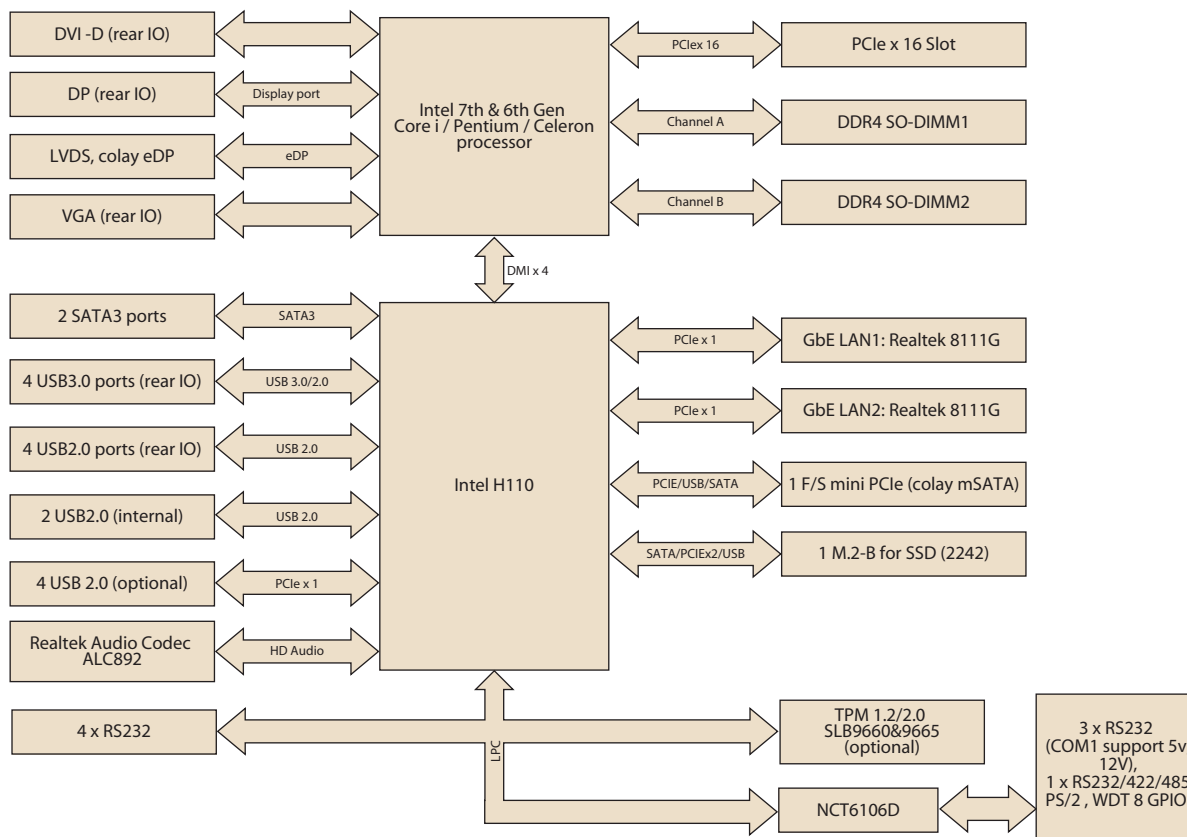 DVI -D (rear IO)
DP (rear IO)
Display port
LVDS, colay eDP
eDP
VGA (rear IO)
Intel 7th & 6th Gen
Core i / Pentium / Celeron
processor
PCIex 16
PCIe x 16 Slot
Channel A
DDR4 SO-DIMM1
Channel B
DDR4 SO-DIMM2
DMI x 4
2 SATA3 ports
SATA3
4 USB3.0 ports (rear IO)
USB 3.0/2.0
4 USB2.0 ports (rear IO)
USB 2.0
2 USB2.0 (internal)
USB 2.0
4 USB 2.0 (optional)
PCIe x 1
Realtek Audio Codec
ALC892
HD Audio
Intel H110
PCIe x 1
GbE LAN1: Realtek 8111G
PCIe x 1
GbE LAN2: Realtek 8111G
PCIE/USB/SATA
1 F/S mini PCIe (colay mSATA)
SATA/PCIEx2/USB
1 M.2-B for SSD (2242)
4 x RS232
LPC
TPM 1.2/2.0
SLB9660&9665
(optional)
NCT6106D
3 x RS232
(COM1 support 5v
12V),
1 x RS232/422/485
PS/2 , WDT 8 GPIO